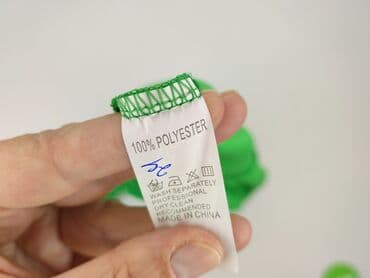 100% POLYESTER
WASH SEPARATELY
PROFESSIONAL
DRY CLEAN
RECOMMENDED
MADE IN CHINA